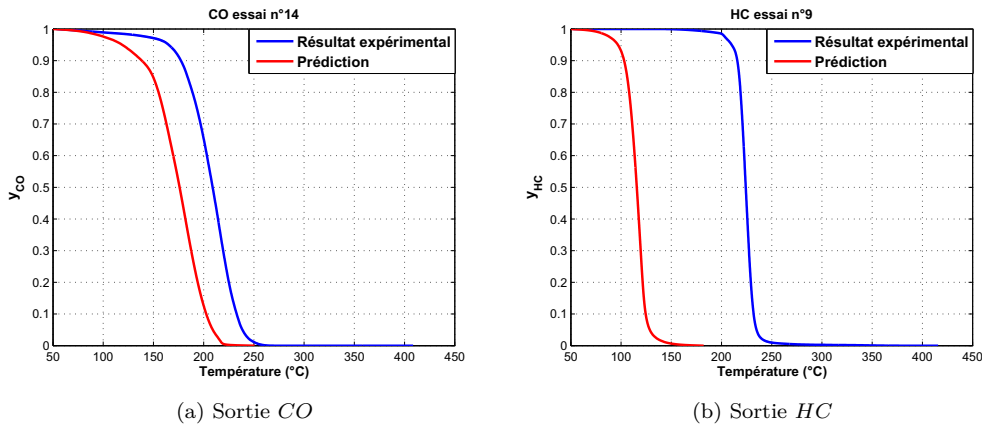 CO essai n°14
1
0.9
0.8
0.7
0.6
0.5
0.4
0.3
0.2
0.1
0
y_CO
Résultat expérimental
Prédiction
50 100 150 200 250 300 350 400 450
Température (°C)
(a) Sortie CO
HC essai n°9
1
0.9
0.8
0.7
0.6
0.5
0.4
0.3
0.2
0.1
0
y_HC
Résultat expérimental
Prédiction
50 100 150 200 250 300 350 400 450
Température (°C)
(b) Sortie HC